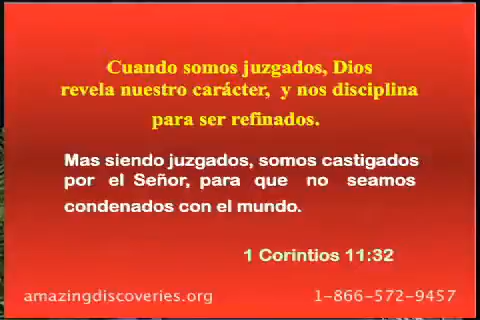 Cuando somos juzgados, Dios
revela nuestro carácter, y nos disciplina
para ser refinados.
Mas siendo juzgados, somos castigados
por el Señor, para que no seamos
condenados con el mundo.
1 Corintios 11:32
amazingdiscoveries.org 1-866-572-9457